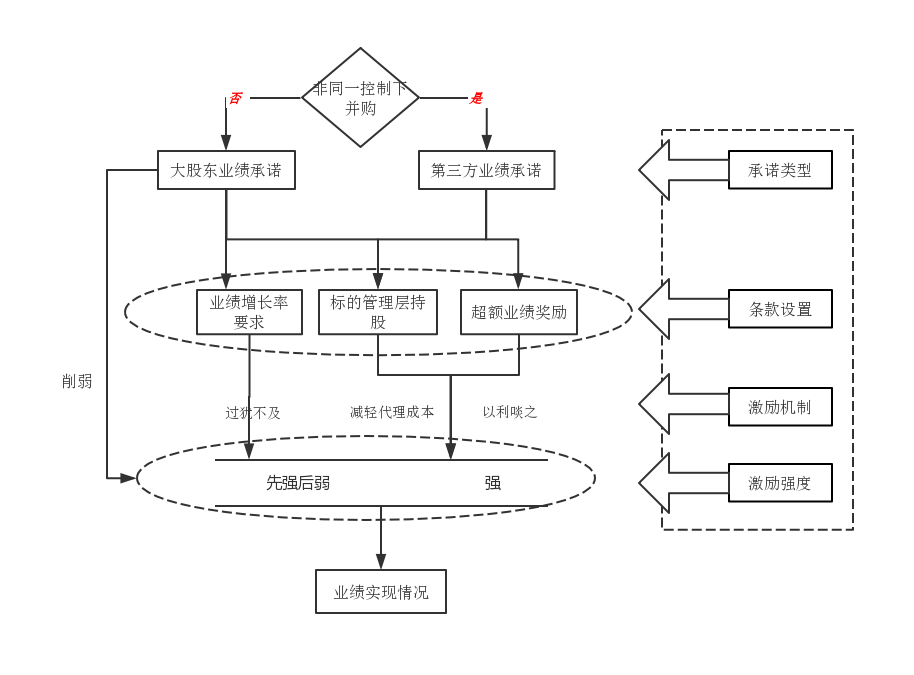 非同一控制下
并购
否
是
大股东业绩承诺
第三方业绩承诺
承诺类型
业绩增长率
要求
标的管理层持
股
超额业绩奖励
条款设置
削弱
过犹不及
减轻代理成本
以利啖之
激励机制
先强后弱
强
激励强度
业绩实现情况